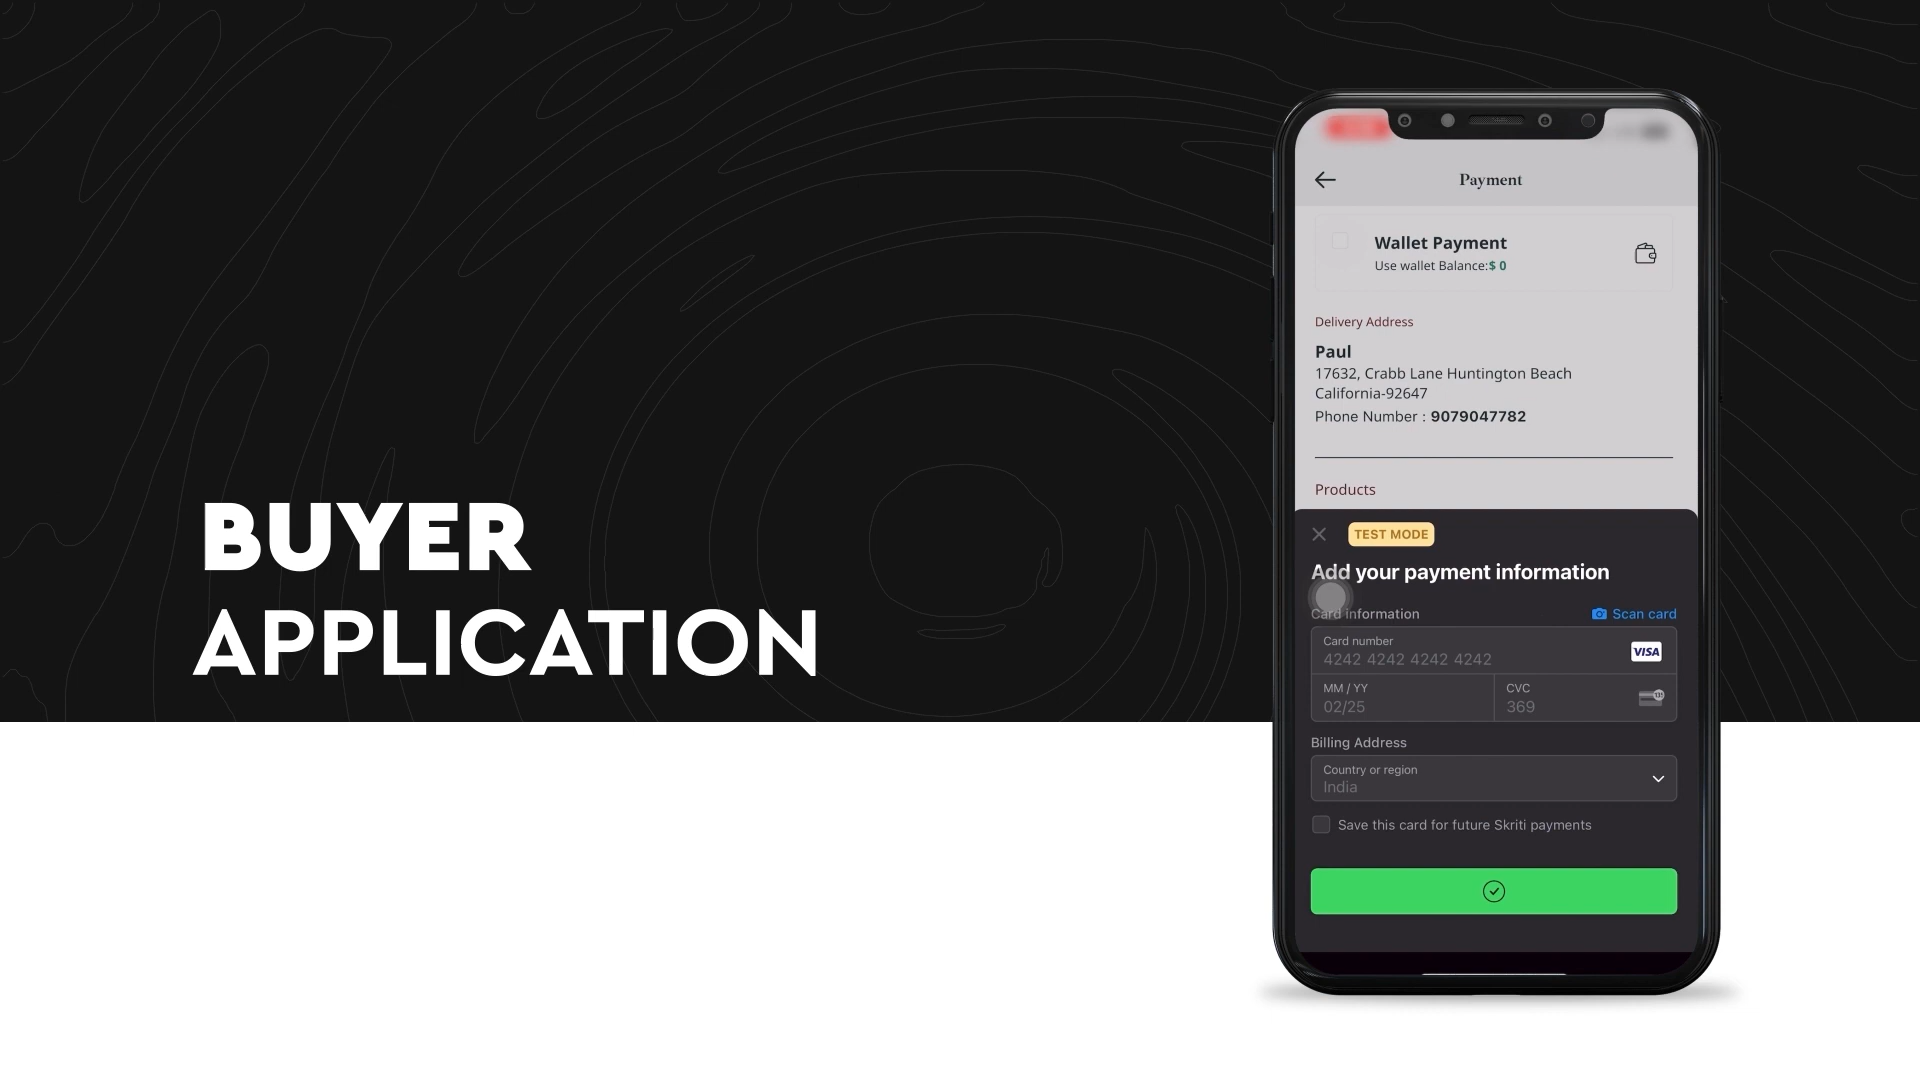 BUYER
APPLICATION
Payment
Wallet Payment
Use wallet Balance:$ 0
Delivery Address
Paul
17632, Crabb Lane Huntington Beach
California-92647
Phone Number : 9079047782
Products
TEST MODE
Add your payment information
Card information
Scan card
Card number
4242 4242 4242 4242
VISA
MM / YY
CVC
02/25
369
Billing Address
Country or region
India
Save this card for future Skriti payments